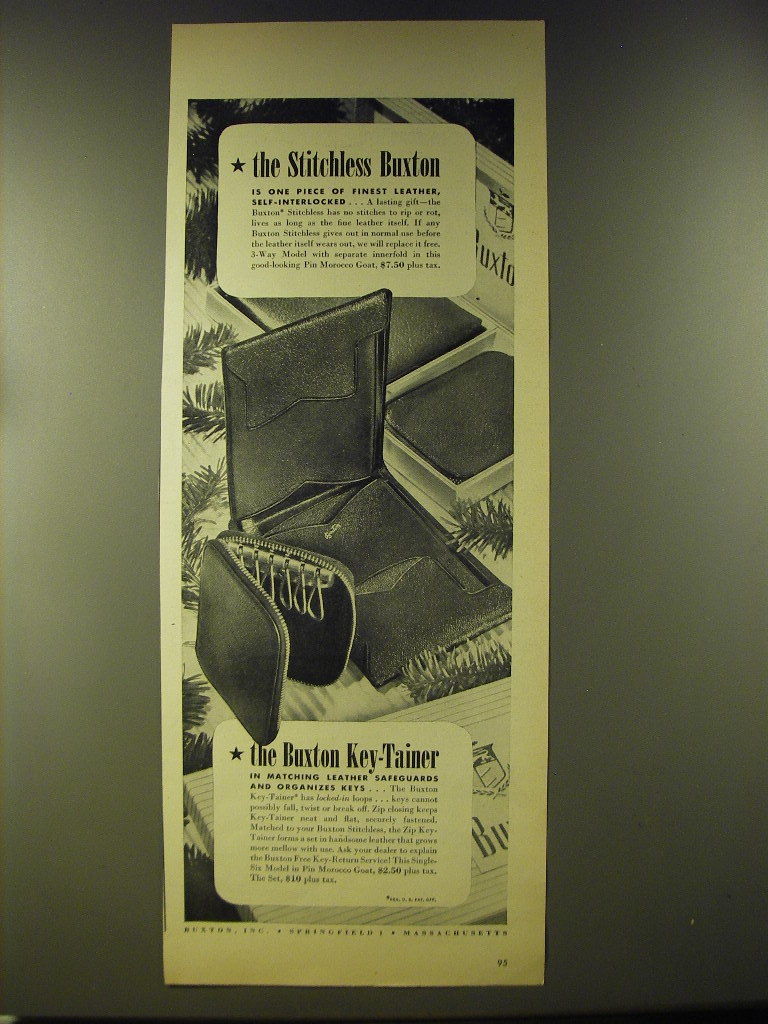 ★ the Stitchless Buxton
IS ONE PIECE OF FINEST LEATHER,
SELF-INTERLOCKED . . . A lasting gift—the
Buxton* Stitchless has no stitches to rip or rot,
lives as long as the fine leather itself. If any
Buxton Stitchless gives out in normal use before
the leather itself wears out, we will replace it free.
3-Way Model with separate innerfold in this
good-looking Pin Morocco Goat, $7.50 plus tax.
Buxto
★ the Buxton Key-Tainer
IN MATCHING LEATHER SAFEGUARDS
AND ORGANIZES KEYS . . . The Buxton
Key-Tainer* has locked-in loops . . . keys cannot
possibly fall, twist or break off. Zip closing keeps
Key-Tainer neat and flat, securely fastened.
Matched to your Buxton Stitchless, the Zip Key-
Tainer forms a set in handsome leather that grows
more mellow with use. Ask your dealer to explain
the Buxton Free Key-Return Service! This Single-
Six Model in Pin Morocco Goat, $2.50 plus tax.
The Set, $10 plus tax.
*REG. U. S. PAT. OFF.
Bu
BUXTON, INC. • SPRINGFIELD 1 • MASSACHUSETTS
95